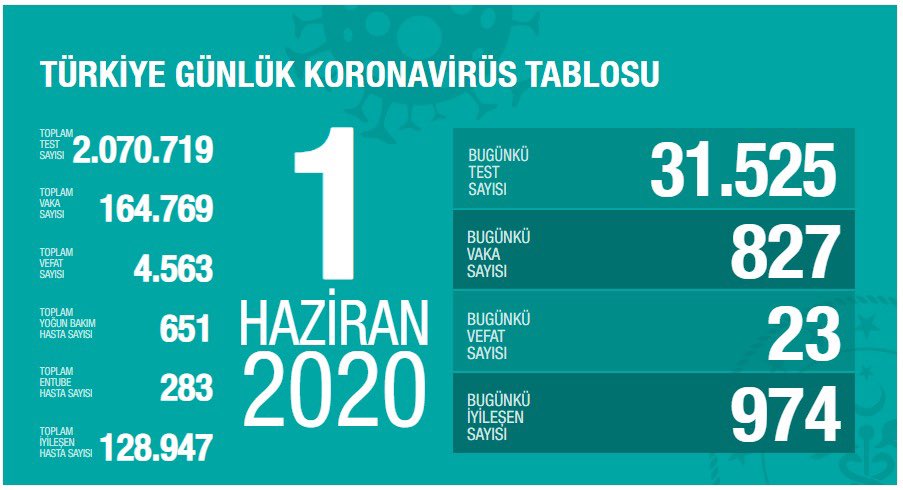 TÜRKİYE GÜNLÜK KORONAVİRÜS TABLOSU
TOPLAM
TEST
SAYISI 2.070.719
TOPLAM
VAKA
SAYISI 164.769
TOPLAM
VEFAT
SAYISI 4.563
TOPLAM
YOĞUN BAKIM
HASTA SAYISI 651
TOPLAM
ENTUBE
HASTA SAYISI 283
TOPLAM
İYİLEŞEN
HASTA SAYISI 128.947
1
HAZİRAN
2020
BUGÜNKÜ
TEST
SAYISI 31.525
BUGÜNKÜ
VAKA
SAYISI 827
BUGÜNKÜ
VEFAT
SAYISI 23
BUGÜNKÜ
İYİLEŞEN
SAYISI 974